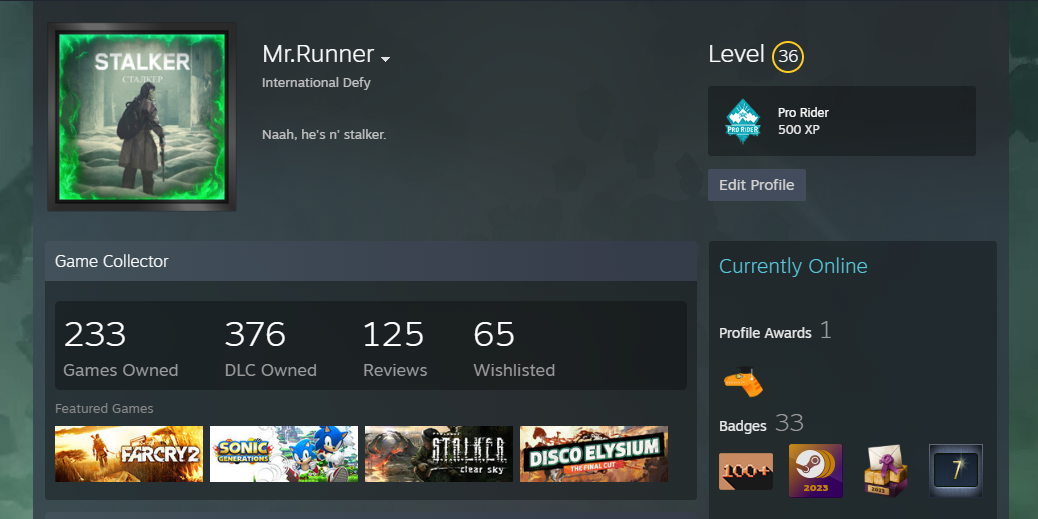 STALKER
СТАЛКЕР
Mr.Runner
International Defy
Naah, he's n' stalker.
Level 36
PRO RIDER
Pro Rider
500 XP
Edit Profile
Game Collector
233
Games Owned
376
DLC Owned
125
Reviews
65
Wishlisted
Featured Games
FARCRY2
SONIC
GENERATIONS
S.T.A.L.K.E.R.
clear sky
DISCO ELYSIUM
THE FINAL CUT
Currently Online
Profile Awards 1
Badges 33
100+
2023
2023
7